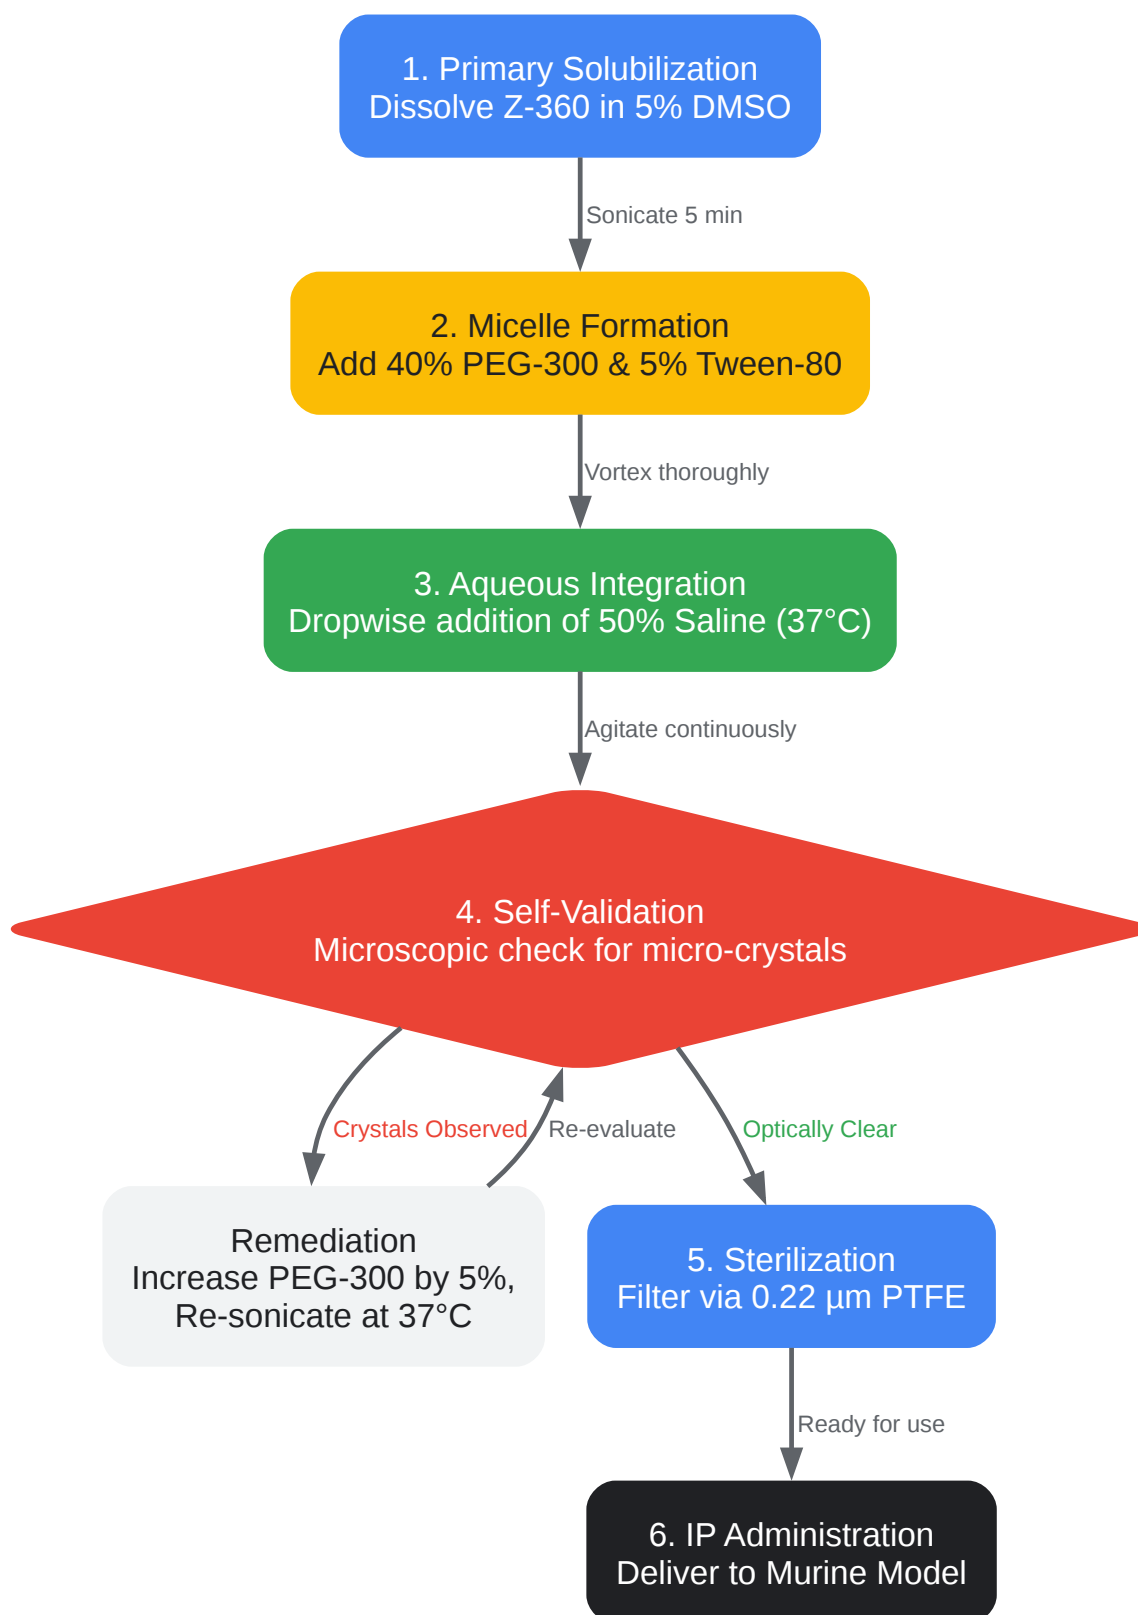 1. Primary Solubilization
Dissolve Z-360 in 5% DMSO
Sonicate 5 min
2. Micelle Formation
Add 40% PEG-300 & 5% Tween-80
Vortex thoroughly
3. Aqueous Integration
Dropwise addition of 50% Saline (37°C)
Agitate continuously
4. Self-Validation
Microscopic check for micro-crystals
Crystals Observed
Re-evaluate
Optically Clear
Remediation
Increase PEG-300 by 5%,
Re-sonicate at 37°C
5. Sterilization
Filter via 0.22 µm PTFE
Ready for use
6. IP Administration
Deliver to Murine Model